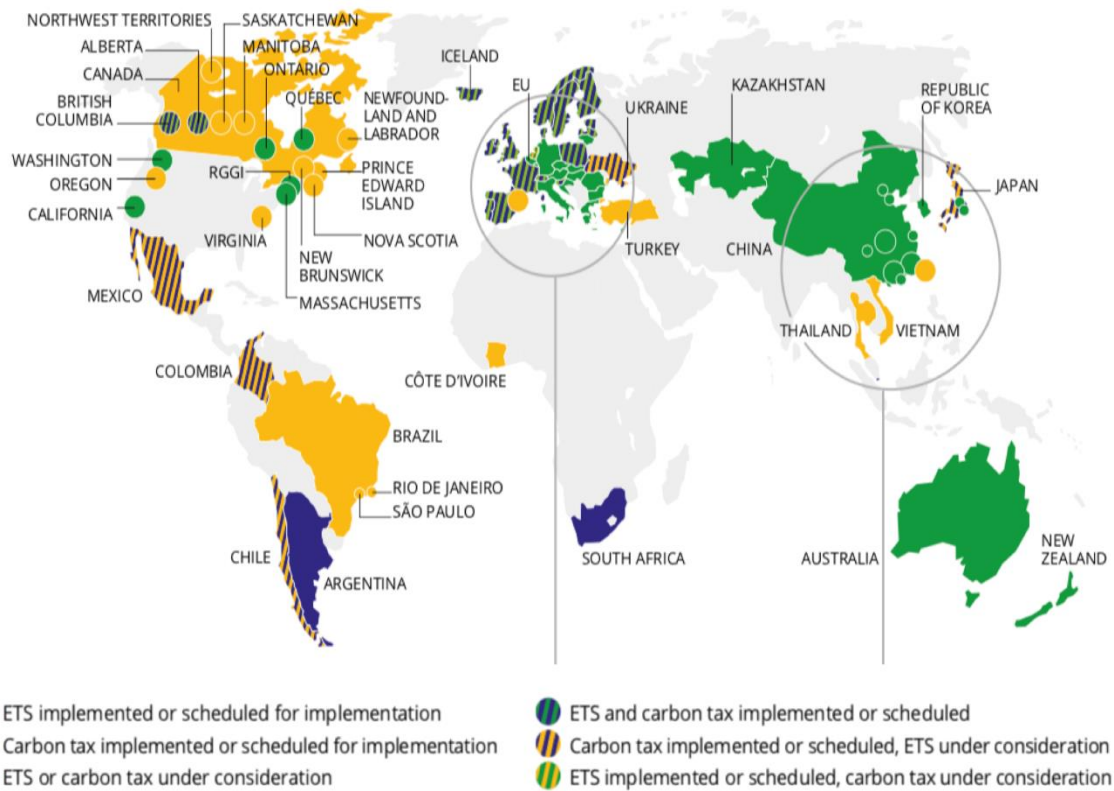 NORTHWEST TERRITORIES
SASKATCHEWAN
ALBERTA
MANITOBA
CANADA
ONTARIO
BRITISH
COLUMBIA
QUÉBEC
NEWFOUND-
LAND AND
LABRADOR
WASHINGTON
RGGI
PRINCE
EDWARD
ISLAND
OREGON
CALIFORNIA
VIRGINIA
NOVA SCOTIA
NEW
BRUNSWICK
MASSACHUSETTS
MEXICO
ICELAND
EU
UKRAINE
KAZAKHSTAN
REPUBLIC
OF KOREA
JAPAN
TURKEY
CHINA
THAILAND
VIETNAM
COLOMBIA
CÔTE D'IVOIRE
BRAZIL
RIO DE JANEIRO
SÃO PAULO
CHILE
ARGENTINA
SOUTH AFRICA
AUSTRALIA
NEW
ZEALAND
ETS implemented or scheduled for implementation
Carbon tax implemented or scheduled for implementation
ETS or carbon tax under consideration
ETS and carbon tax implemented or scheduled
Carbon tax implemented or scheduled, ETS under consideration
ETS implemented or scheduled, carbon tax under consideration